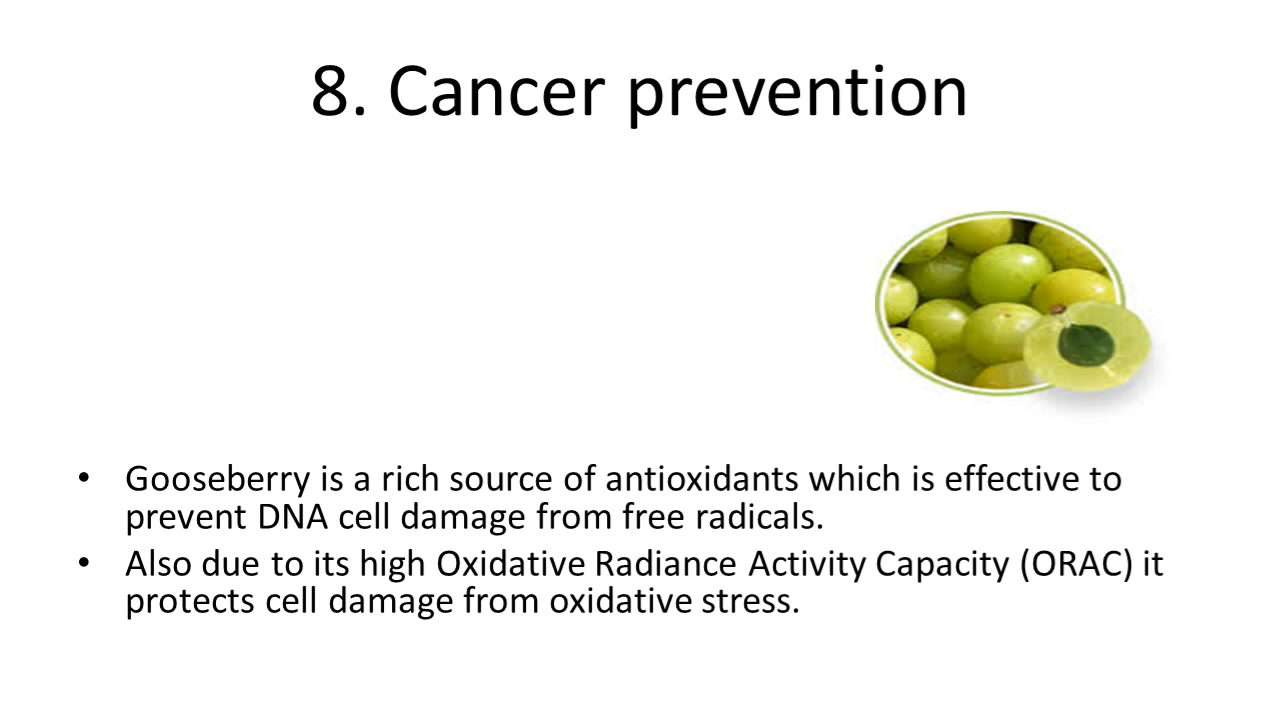 8. Cancer prevention
• Gooseberry is a rich source of antioxidants which is effective to
prevent DNA cell damage from free radicals.
• Also due to its high Oxidative Radiance Activity Capacity (ORAC) it
protects cell damage from oxidative stress.